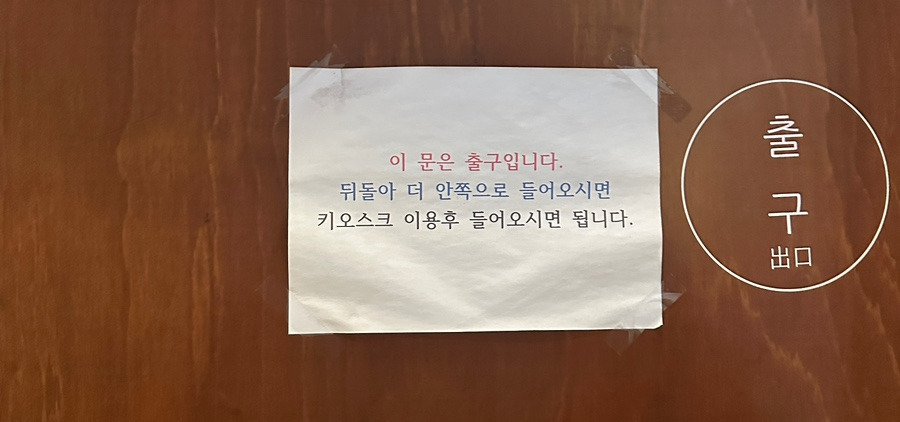 이 문은 출구입니다.
뒤돌아 더 안쪽으로 들어오시면
키오스크 이용후 들어오시면 됩니다.
출
구
出口